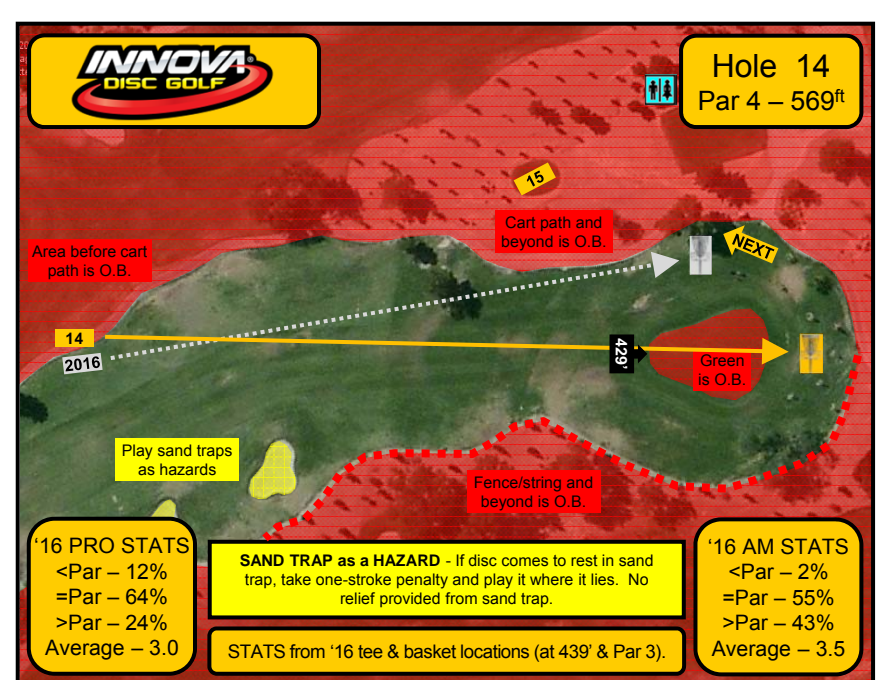 INNOVA®
DISC GOLF
Hole 14
Par 4 – 569ft
15
Cart path and
beyond is O.B.
NEXT
Area before cart
path is O.B.
14
2016
429'
Green
is O.B.
Play sand traps
as hazards
Fence/string and
beyond is O.B.
'16 PRO STATS
<Par – 12%
=Par – 64%
>Par – 24%
Average – 3.0
SAND TRAP as a HAZARD - If disc comes to rest in sand
trap, take one-stroke penalty and play it where it lies. No
relief provided from sand trap.
STATS from '16 tee & basket locations (at 439' & Par 3).
'16 AM STATS
<Par – 2%
=Par – 55%
>Par – 43%
Average – 3.5